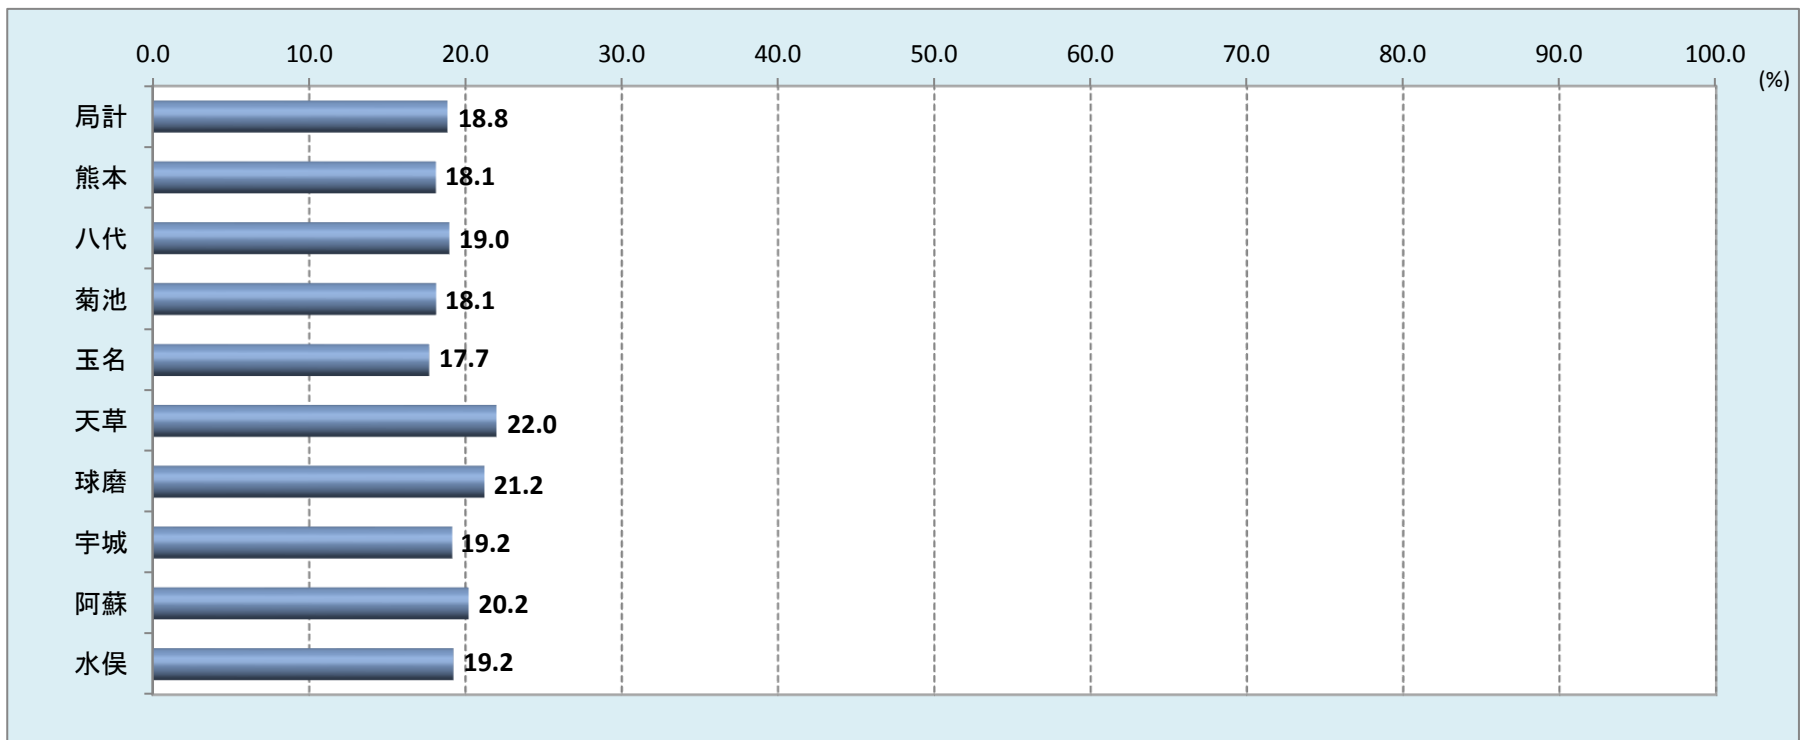 0.0 10.0 20.0 30.0 40.0 50.0 60.0 70.0 80.0 90.0 100.0
(%)
局計 18.8
熊本 18.1
八代 19.0
菊池 18.1
玉名 17.7
天草 22.0
球磨 21.2
宇城 19.2
阿蘇 20.2
水俣 19.2